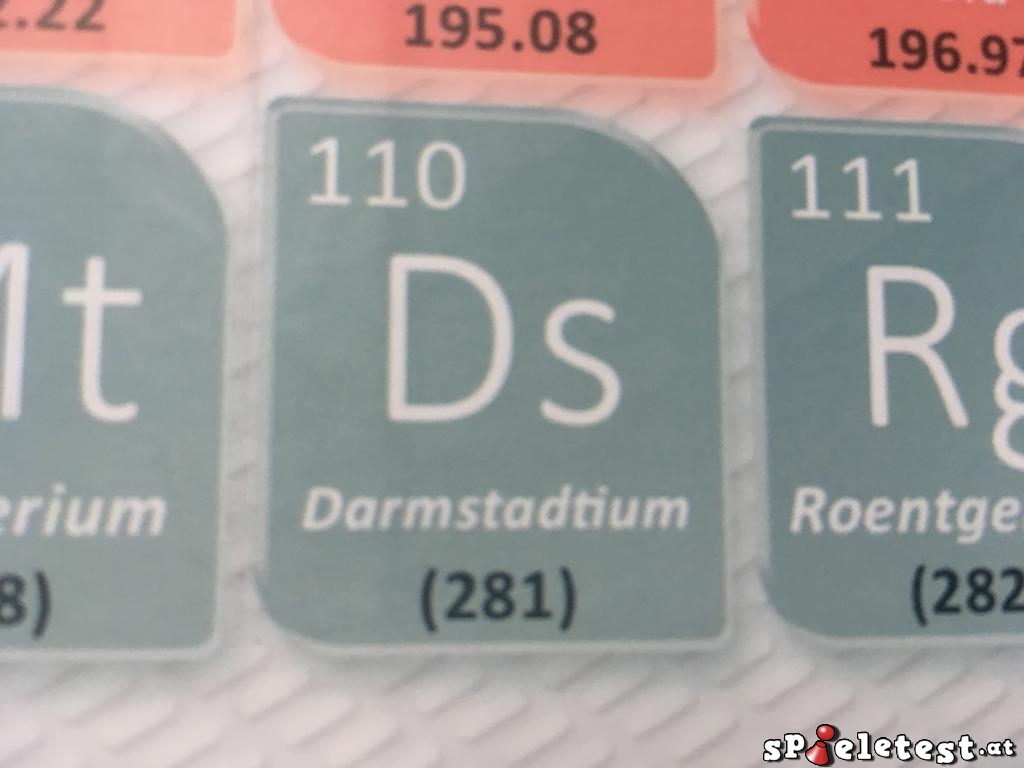 .22
195.08
196.97
110
111
Mt
Ds
Rg
erium
Darmstadtium
Roentge
8)
(281)
(282
spieletest.at